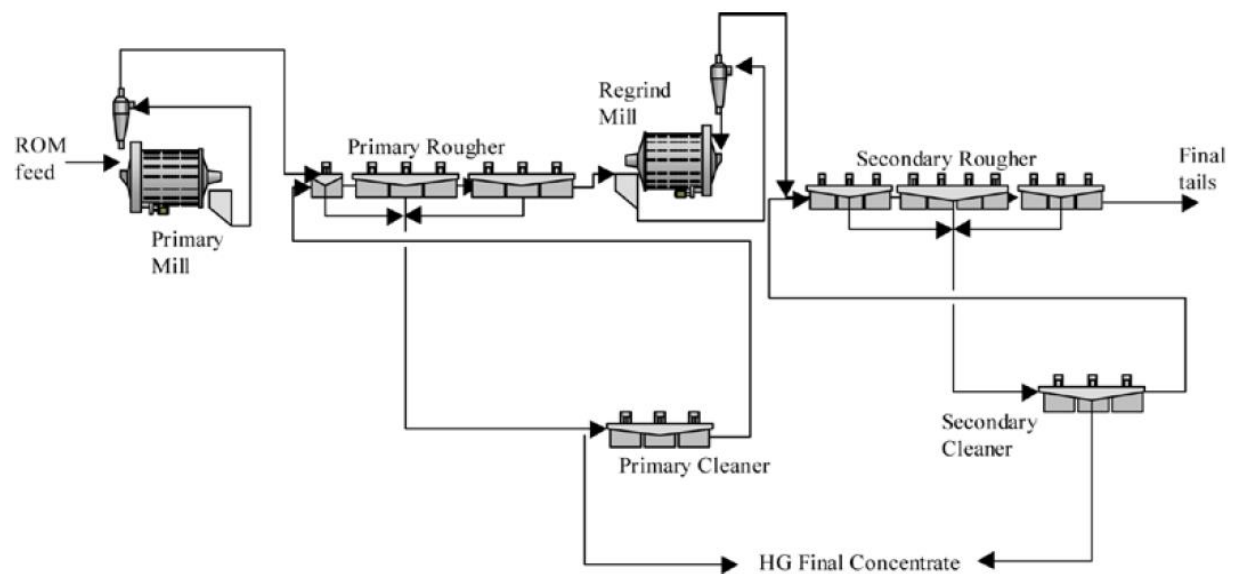 ROM
feed
Primary
Mill
Primary Rougher
Regrind
Mill
Secondary Rougher
Final
tails
Primary Cleaner
Secondary
Cleaner
HG Final Concentrate